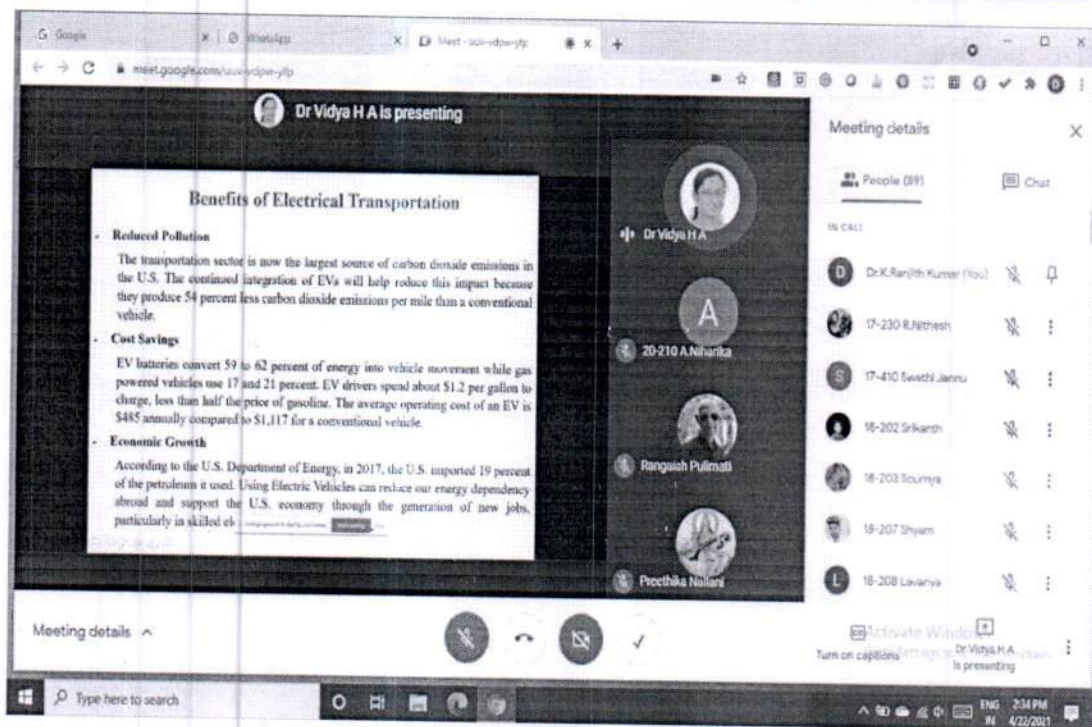 Google
WhatsApp
Meet - uuv-vdpw-yfp
meet.google.com/uuv-vdpw-yfp
Dr Vidya H A is presenting
Benefits of Electrical Transportation
- Reduced Pollution
The transportation sector is now the largest source of carbon dioxide emissions in
the U.S. The continued integration of EVs will help reduce this impact because
they produce 54 percent less carbon dioxide emissions per mile than a conventional
vehicle.
- Cost Savings
EV batteries convert 59 to 62 percent of energy into vehicle movement while gas
powered vehicles use 17 and 21 percent. EV drivers spend about $1.2 per gallon to
charge, less than half the price of gasoline. The average operating cost of an EV is
$485 annually compared to $1,117 for a conventional vehicle.
- Economic Growth
According to the U.S. Department of Energy, in 2017, the U.S. imported 19 percent
of the petroleum it used. Using Electric Vehicles can reduce our energy dependency
abroad and support the U.S. economy through the generation of new jobs,
particularly in skilled
Dr Vidya H A
A
20-210 A.Niharika
Rangaiah Pulimati
Preethika Nallani
Meeting details
People (89)
Chat
IN CALL
D
Dr.K.Ranjith Kumar (You)
17-230 R.Nithesh
S
17-410 Swathi Jannu
18-202 Srikanth
18-203 Soumya
18-207 Shyam
L
18-208 Lavanya
Meeting details
Activate Windows
Turn on captions
Dr Vidya H A
is presenting
Type here to search
ENG
IN
2:34 PM
4/22/2021